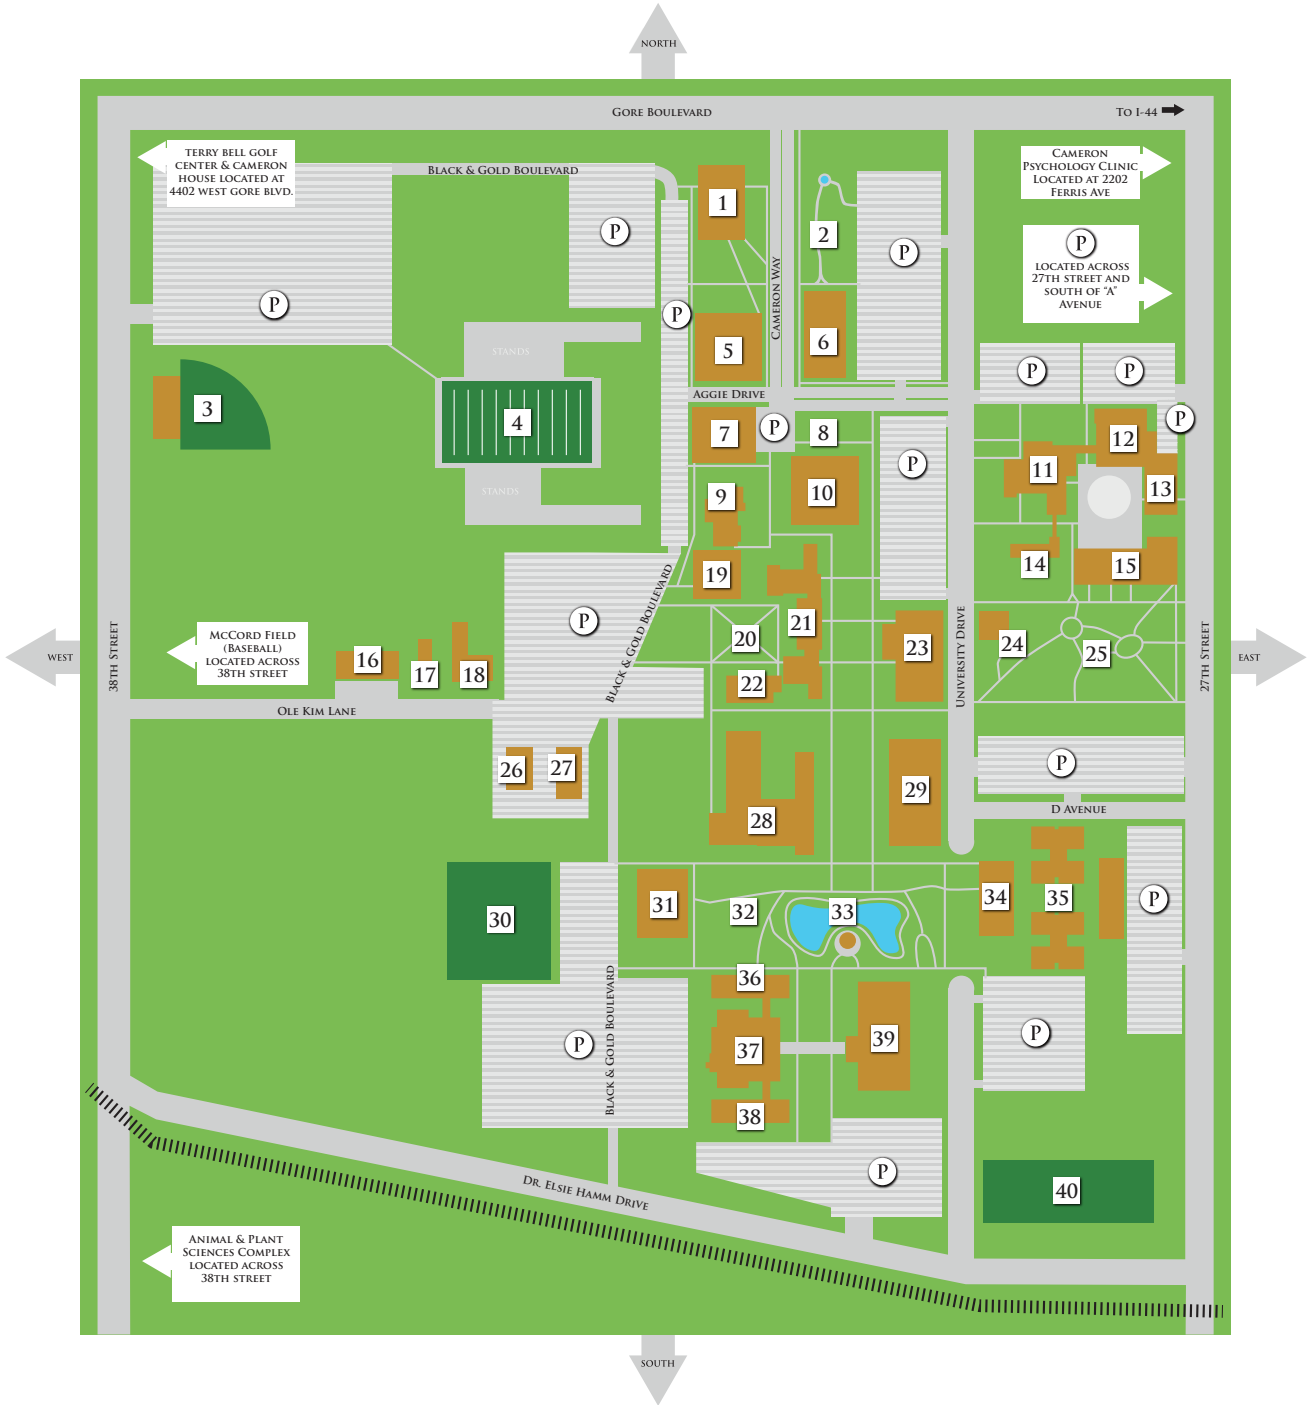 NORTH
GORE BOULEVARD
TO I-44
TERRY BELL GOLF
CENTER & CAMERON
HOUSE LOCATED AT
4402 WEST GORE BLVD.
BLACK & GOLD BOULEVARD
CAMERON
PSYCHOLOGY CLINIC
LOCATED AT 2202
FERRIS AVE
1
P
2
P
P
LOCATED ACROSS
27TH STREET AND
SOUTH OF "A"
AVENUE
P
P
CAMERON WAY
STANDS
5
6
P
P
AGGIE DRIVE
3
4
7
P
8
P
12
P
11
STANDS
9
10
13
19
14
15
BLACK & GOLD BOULEVARD
P
20
21
23
UNIVERSITY DRIVE
24
25
38TH STREET
27TH STREET
WEST
EAST
MCCORD FIELD
(BASEBALL)
LOCATED ACROSS
38TH STREET
16
17
18
22
OLE KIM LANE
26
27
28
29
P
D AVENUE
30
31
32
33
34
35
P
36
P
BLACK & GOLD BOULEVARD
37
39
P
38
P
40
DR. ELSIE HAMM DRIVE
ANIMAL & PLANT
SCIENCES COMPLEX
LOCATED ACROSS
38TH STREET
SOUTH